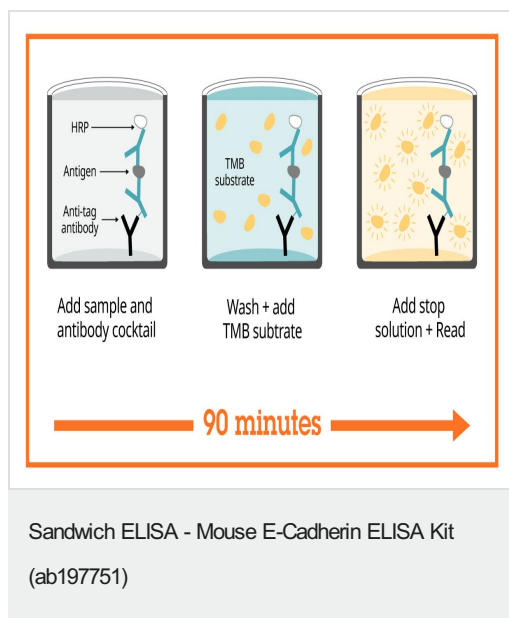 HRP
Antigen
Anti-tag
antibody
TMB
substrate
Add sample and
antibody cocktail
Wash + add
TMB subtrate
Add stop
solution + Read
90 minutes
Sandwich ELISA - Mouse E-Cadherin ELISA Kit
(ab197751)